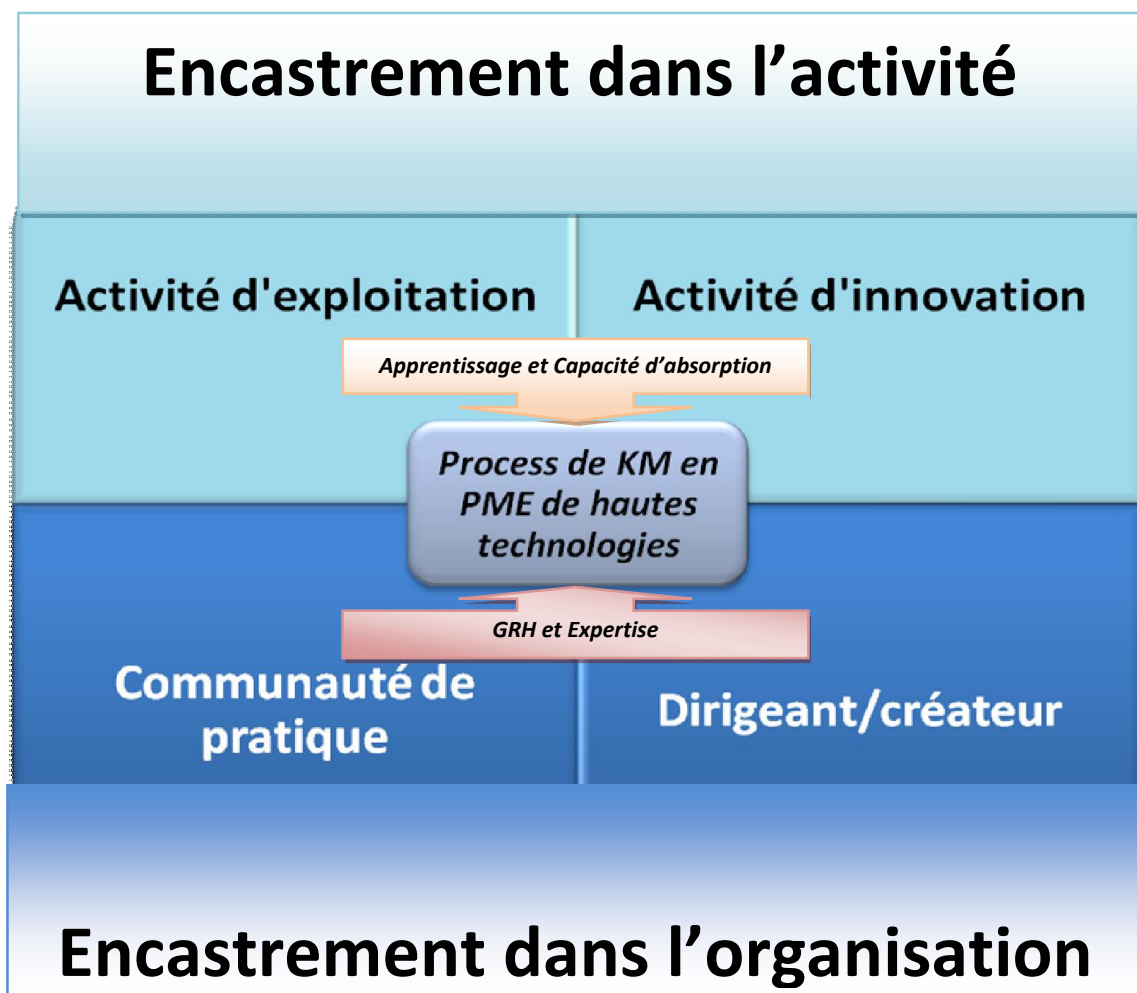 Encastrement dans l’activité
Activité d'exploitation
Activité d'innovation
Apprentissage et Capacité d’absorption
Process de KM en
PME de hautes
technologies
GRH et Expertise
Communauté de
pratique
Dirigeant/créateur
Encastrement dans l’organisation